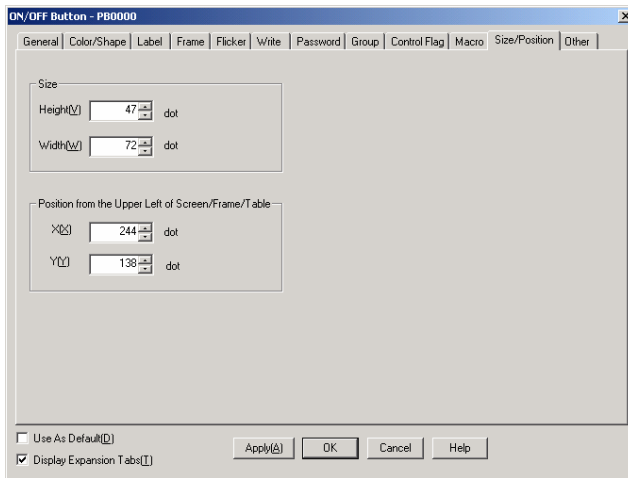 ON/OFF Button - PB0000
General Color/Shape Label Frame Flicker Write Password Group Control Flag Macro Size/Position Other
Size
Height(V) 47 dot
Width(W) 72 dot
Position from the Upper Left of Screen/Frame/Table
X(X) 244 dot
Y(Y) 138 dot
Use As Default(D)
Display Expansion Tabs(T)
Apply(A) OK Cancel Help